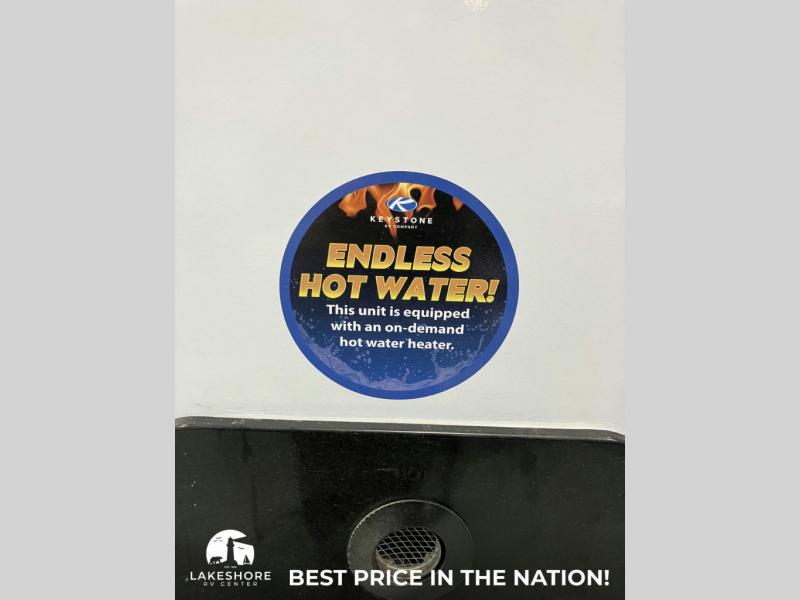 KEYSTONE
RV COMPANY
ENDLESS
HOT WATER!
This unit is equipped
with an on-demand
hot water heater.
LAKESHORE
RV CENTER
BEST PRICE IN THE NATION!